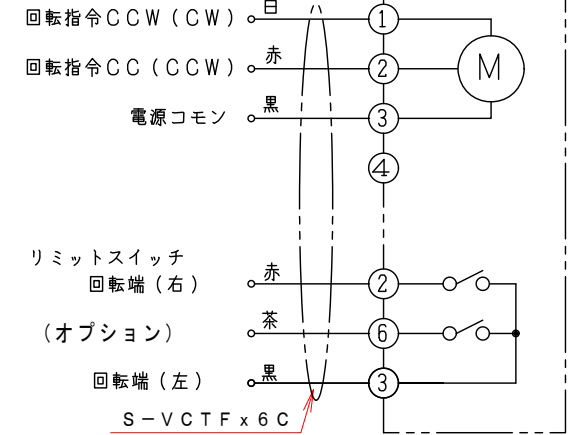 回転指令CCW(CW) 白 1
回転指令CC(CCW) 赤 2 M
電源コモン 黒 3
4
リミットスイッチ
回転端(右) 赤 2
(オプション) 茶 6
回転端(左) 黒 3
S-VCTFx6C